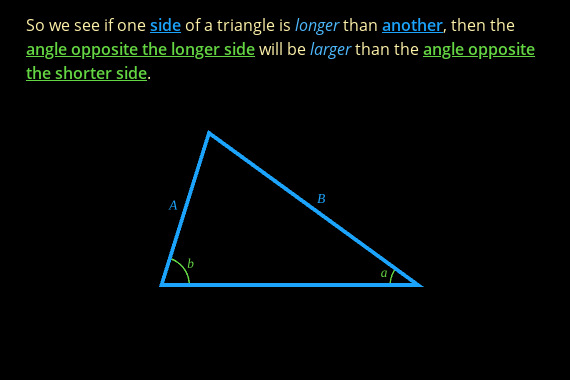 So we see if one side of a triangle is longer than another, then the
angle opposite the longer side will be larger than the angle opposite
the shorter side.
A
B
b
a